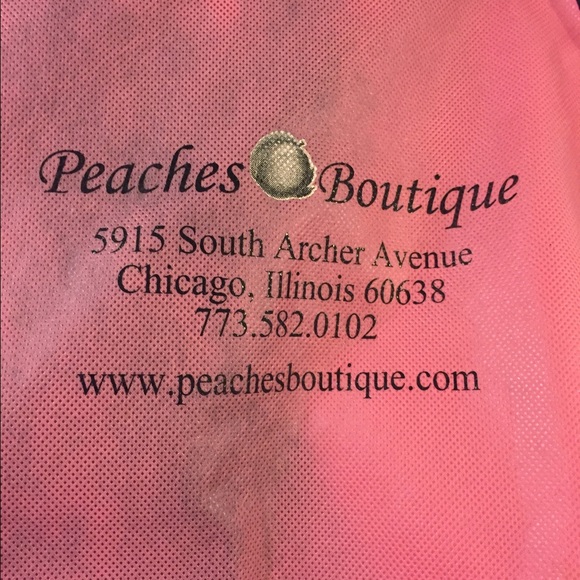 Peaches Boutique
5915 South Archer Avenue
Chicago, Illinois 60638
773.582.0102
www.peachesboutique.com